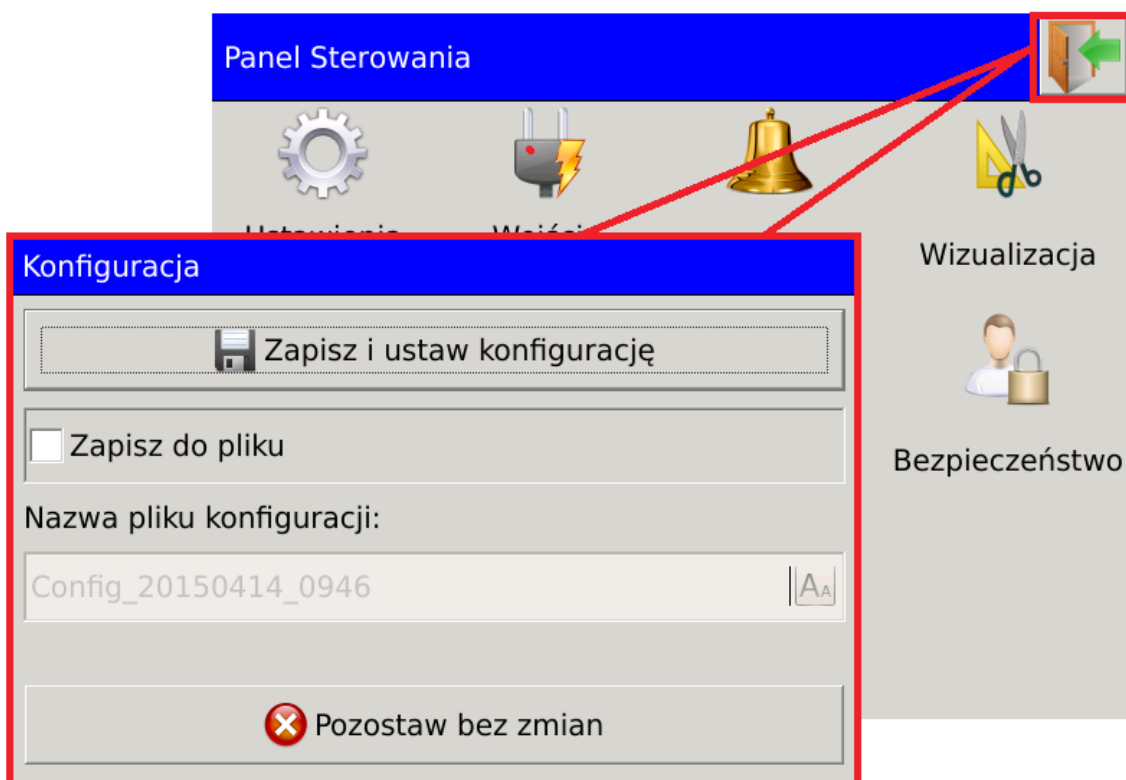 Panel Sterowania
Wizualizacja
Konfiguracja
Zapisz i ustaw konfigurację
Bezpieczeństwo
Zapisz do pliku
Nazwa pliku konfiguracji:
Config_20150414_0946
Pozostaw bez zmian